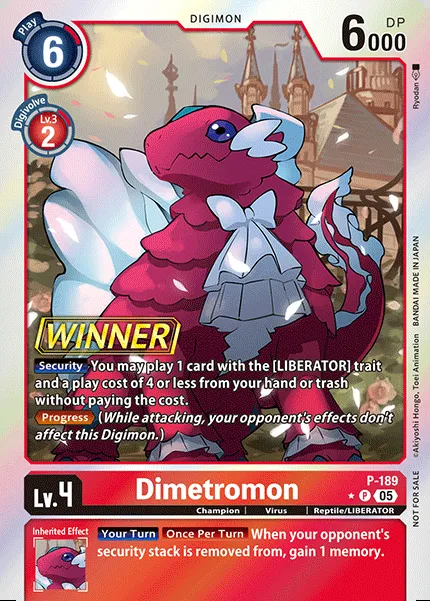 Play
6
DIGIMON
6000
DP
Digivolve
Lv.3
2
Ryodan
WINNER
Security You may play 1 card with the [LIBERATOR] trait
and a play cost of 4 or less from your hand or trash
without paying the cost.
Progress (While attacking, your opponent's effects don't
affect this Digimon.)
©Akiyoshi Hongo, Toei Animation BANDAI MADE IN JAPAN
NOT FOR SALE
Lv.4
Dimetromon
P-189
P 05
Champion Virus Reptile/LIBERATOR
Inherited Effect
Your Turn Once Per Turn When your opponent's
security stack is removed from, gain 1 memory.